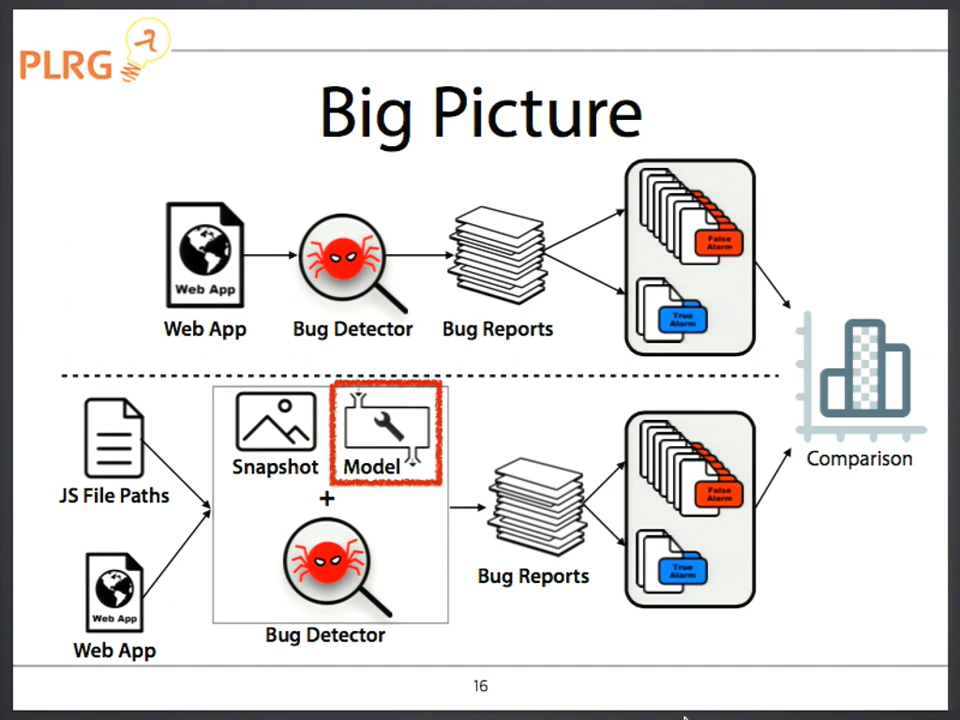 PLRG
Big Picture
Web App
Web App
Bug Detector
Bug Reports
False
Alarm
True
Alarm
Comparison
JS File Paths
Web App
Web App
Snapshot
Model
+
Bug Detector
Bug Reports
False
Alarm
True
Alarm
16